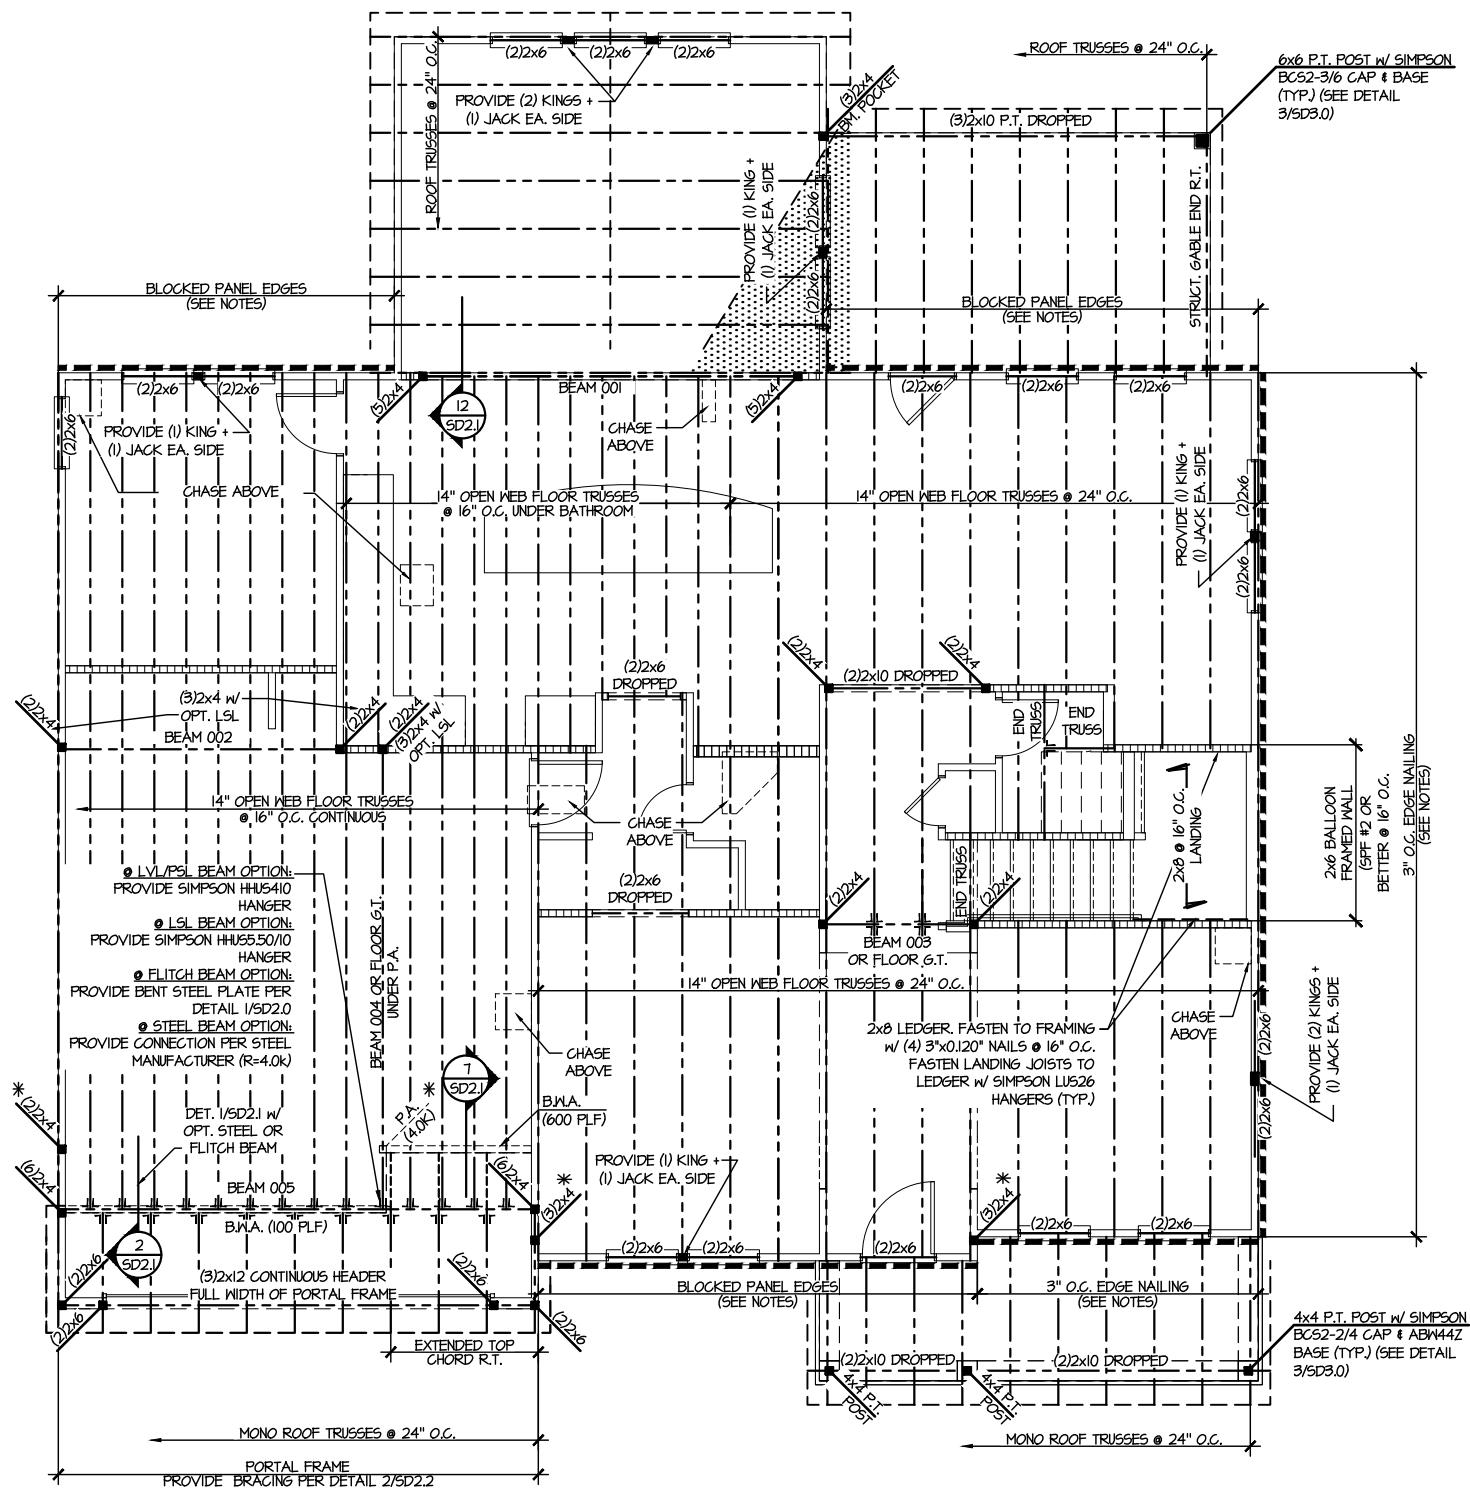 (2)2x6
(2)2x6
(2)2x6
ROOF TRUSSES @ 24" O.C.
PROVIDE (2) KINGS +
(1) JACK EA. SIDE
(3)2x4
BM. POCKET
ROOF TRUSSES @ 24" O.C.
6x6 P.T. POST W/ SIMPSON
BCS2-3/6 CAP & BASE
(TYP.) (SEE DETAIL
3/SD3.0)
(3)2x10 P.T. DROPPED
PROVIDE (1) KING +
(1) JACK EA. SIDE
(2)2x6
(2)2x6
STRUCT. GABLE END R.T.
BLOCKED PANEL EDGES
(SEE NOTES)
BLOCKED PANEL EDGES
(SEE NOTES)
(2)2x6
(2)2x6
(2)2x6
PROVIDE (1) KING +
(1) JACK EA. SIDE
CHASE ABOVE
(5)2x4
12
SD2.1
BEAM 001
(5)2x4
CHASE
ABOVE
(2)2x6
(2)2x6
(2)2x6
14" OPEN WEB FLOOR TRUSSES
@ 16" O.C. UNDER BATHROOM
14" OPEN WEB FLOOR TRUSSES @ 24" O.C.
PROVIDE (1) KING +
(1) JACK EA. SIDE
(2)2x6
(2)2x6
(2)2x4
(3)2x4 W/
OPT. LSL
BEAM 002
(2)2x4
(2)2x4
(3)2x4 W/
OPT. LSL
(2)2x6
DROPPED
(2)2x4
(2)2x10 DROPPED
(2)2x4
END
TRUSS
END
TRUSS
14" OPEN WEB FLOOR TRUSSES
@ 16" O.C. CONTINUOUS
CHASE
ABOVE
2x8 @ 16" O.C.
LANDING
2x6 BALLOON
FRAMED WALL
(SPF #2 OR
BETTER @ 16" O.C.
3" O.C. EDGE NAILING
(SEE NOTES)
@ LVL/PSL BEAM OPTION:
PROVIDE SIMPSON HHUS410
HANGER
@ LSL BEAM OPTION:
PROVIDE SIMPSON HHUS5.50/10
HANGER
@ FLITCH BEAM OPTION:
PROVIDE BENT STEEL PLATE PER
DETAIL 1/SD2.0
@ STEEL BEAM OPTION:
PROVIDE CONNECTION PER STEEL
MANUFACTURER (R=4.0k)
BEAM 004 OR FLOOR G.T.
UNDER P.A.
(2)2x6
DROPPED
(2)2x4
END TRUSS
(2)2x4
BEAM 003
OR FLOOR G.T.
14" OPEN WEB FLOOR TRUSSES @ 24" O.C.
2x8 LEDGER. FASTEN TO FRAMING
W/ (4) 3"x0.120" NAILS @ 16" O.C.
FASTEN LANDING JOISTS TO
LEDGER W/ SIMPSON LUS26
HANGERS (TYP.)
CHASE
ABOVE
(2)2x6
(2)2x6
PROVIDE (2) KINGS +
(1) JACK EA. SIDE
CHASE
ABOVE
7
SD2.1
*
P.A.
(4.0K)
B.W.A.
(600 PLF)
*
(2)2x4
DET. 1/SD2.1 W/
OPT. STEEL OR
FLITCH BEAM
(6)2x4
BEAM 005
B.W.A. (100 PLF)
(6)2x4
PROVIDE (1) KING +
(1) JACK EA. SIDE
*
(3)2x4
*
(3)2x4
2
SD2.1
(2)2x6
(3)2x12 CONTINUOUS HEADER
FULL WIDTH OF PORTAL FRAME
(2)2x6
(2)2x6
(2)2x6
(2)2x6
(2)2x6
(2)2x6
(2)2x6
(2)2x6
BLOCKED PANEL EDGES
(SEE NOTES)
3" O.C. EDGE NAILING
(SEE NOTES)
EXTENDED TOP
CHORD R.T.
(2)2x10 DROPPED
(2)2x10 DROPPED
4x4 P.T.
POST
4x4 P.T.
POST
4x4 P.T. POST W/ SIMPSON
BCS2-2/4 CAP & ABW44Z
BASE (TYP.) (SEE DETAIL
3/SD3.0)
MONO ROOF TRUSSES @ 24" O.C.
MONO ROOF TRUSSES @ 24" O.C.
PORTAL FRAME
PROVIDE BRACING PER DETAIL 2/SD2.2